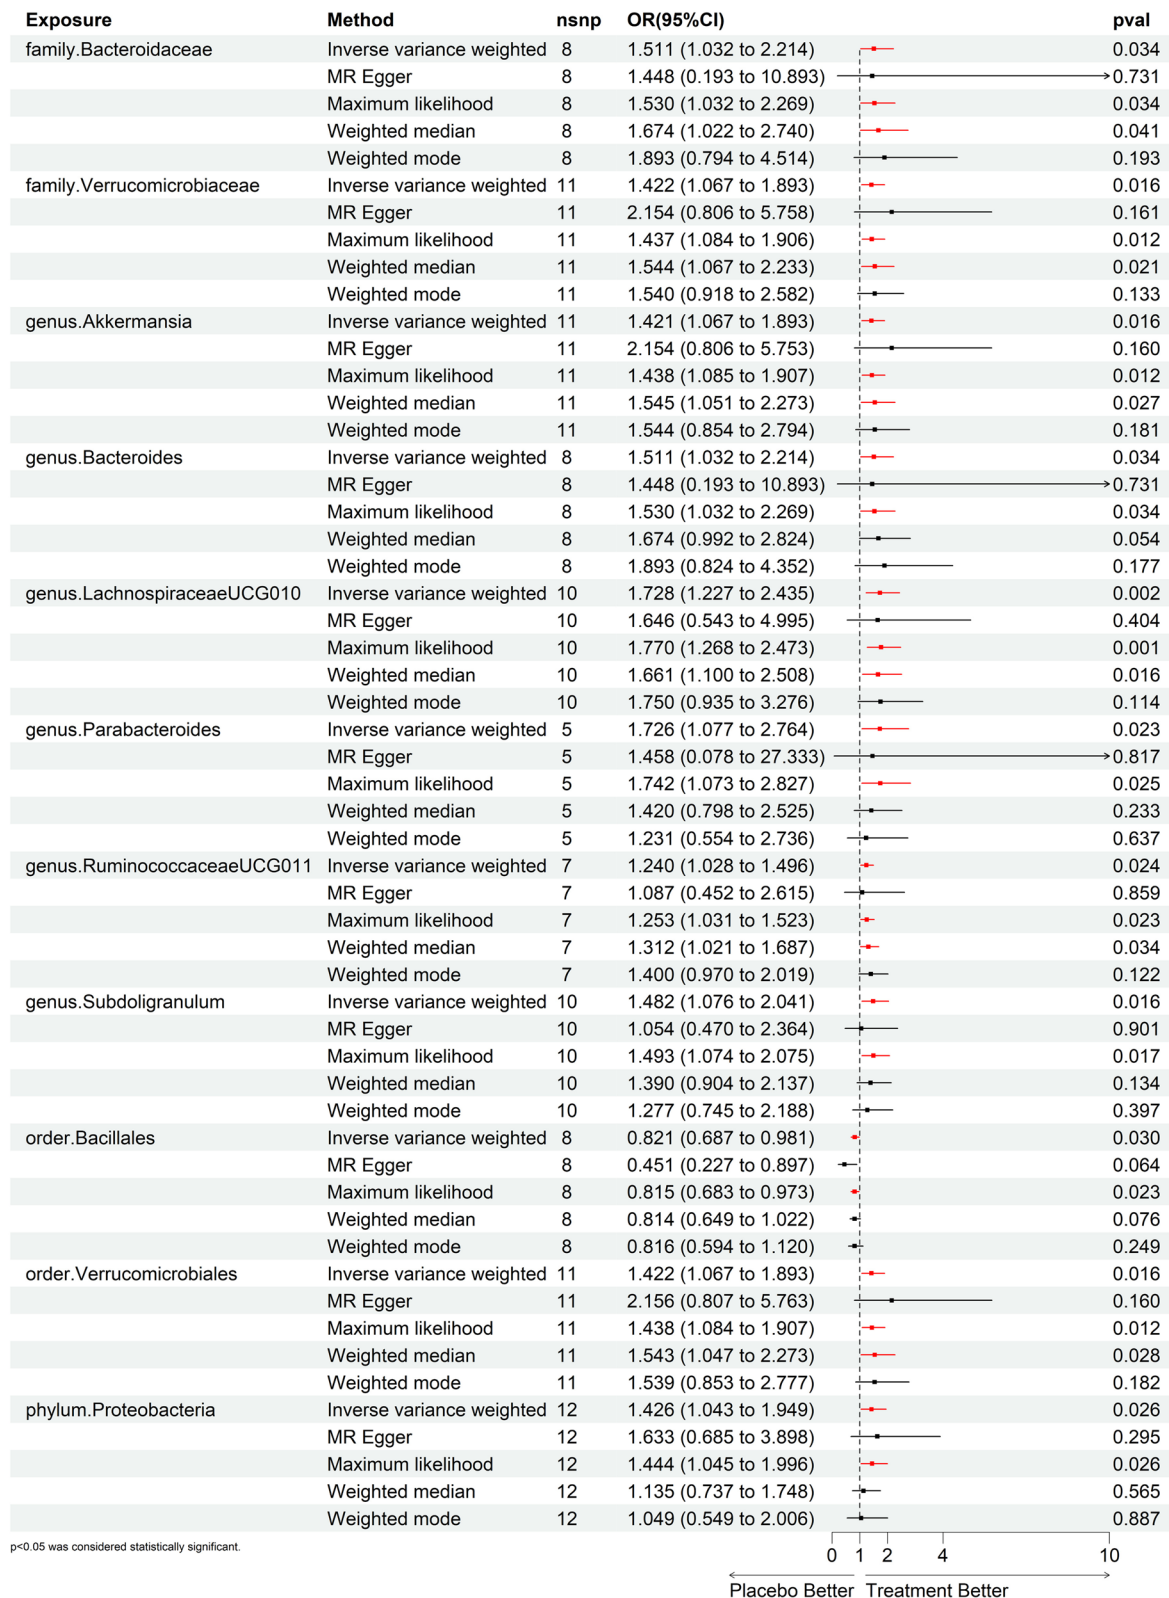 Exposure Method nsnp OR(95%CI) pval
family.Bacteroidaceae Inverse variance weighted 8 1.511 (1.032 to 2.214) 0.034
MR Egger 8 1.448 (0.193 to 10.893) 0.731
Maximum likelihood 8 1.530 (1.032 to 2.269) 0.034
Weighted median 8 1.674 (1.022 to 2.740) 0.041
Weighted mode 8 1.893 (0.794 to 4.514) 0.193
family.Verrucomicrobiaceae Inverse variance weighted 11 1.422 (1.067 to 1.893) 0.016
MR Egger 11 2.154 (0.806 to 5.758) 0.161
Maximum likelihood 11 1.437 (1.084 to 1.906) 0.012
Weighted median 11 1.544 (1.067 to 2.233) 0.021
Weighted mode 11 1.540 (0.918 to 2.582) 0.133
genus.Akkermansia Inverse variance weighted 11 1.421 (1.067 to 1.893) 0.016
MR Egger 11 2.154 (0.806 to 5.753) 0.160
Maximum likelihood 11 1.438 (1.085 to 1.907) 0.012
Weighted median 11 1.545 (1.051 to 2.273) 0.027
Weighted mode 11 1.544 (0.854 to 2.794) 0.181
genus.Bacteroides Inverse variance weighted 8 1.511 (1.032 to 2.214) 0.034
MR Egger 8 1.448 (0.193 to 10.893) 0.731
Maximum likelihood 8 1.530 (1.032 to 2.269) 0.034
Weighted median 8 1.674 (0.992 to 2.824) 0.054
Weighted mode 8 1.893 (0.824 to 4.352) 0.177
genus.LachnospiraceaeUCG010 Inverse variance weighted 10 1.728 (1.227 to 2.435) 0.002
MR Egger 10 1.646 (0.543 to 4.995) 0.404
Maximum likelihood 10 1.770 (1.268 to 2.473) 0.001
Weighted median 10 1.661 (1.100 to 2.508) 0.016
Weighted mode 10 1.750 (0.935 to 3.276) 0.114
genus.Parabacteroides Inverse variance weighted 5 1.726 (1.077 to 2.764) 0.023
MR Egger 5 1.458 (0.078 to 27.333) 0.817
Maximum likelihood 5 1.742 (1.073 to 2.827) 0.025
Weighted median 5 1.420 (0.798 to 2.525) 0.233
Weighted mode 5 1.231 (0.554 to 2.736) 0.637
genus.RuminococcaceaeUCG011 Inverse variance weighted 7 1.240 (1.028 to 1.496) 0.024
MR Egger 7 1.087 (0.452 to 2.615) 0.859
Maximum likelihood 7 1.253 (1.031 to 1.523) 0.023
Weighted median 7 1.312 (1.021 to 1.687) 0.034
Weighted mode 7 1.400 (0.970 to 2.019) 0.122
genus.Subdoligranulum Inverse variance weighted 10 1.482 (1.076 to 2.041) 0.016
MR Egger 10 1.054 (0.470 to 2.364) 0.901
Maximum likelihood 10 1.493 (1.074 to 2.075) 0.017
Weighted median 10 1.390 (0.904 to 2.137) 0.134
Weighted mode 10 1.277 (0.745 to 2.188) 0.397
order.Bacillales Inverse variance weighted 8 0.821 (0.687 to 0.981) 0.030
MR Egger 8 0.451 (0.227 to 0.897) 0.064
Maximum likelihood 8 0.815 (0.683 to 0.973) 0.023
Weighted median 8 0.814 (0.649 to 1.022) 0.076
Weighted mode 8 0.816 (0.594 to 1.120) 0.249
order.Verrucomicrobiales Inverse variance weighted 11 1.422 (1.067 to 1.893) 0.016
MR Egger 11 2.156 (0.807 to 5.763) 0.160
Maximum likelihood 11 1.438 (1.084 to 1.907) 0.012
Weighted median 11 1.543 (1.047 to 2.273) 0.028
Weighted mode 11 1.539 (0.853 to 2.777) 0.182
phylum.Proteobacteria Inverse variance weighted 12 1.426 (1.043 to 1.949) 0.026
MR Egger 12 1.633 (0.685 to 3.898) 0.295
Maximum likelihood 12 1.444 (1.045 to 1.996) 0.026
Weighted median 12 1.135 (0.737 to 1.748) 0.565
Weighted mode 12 1.049 (0.549 to 2.006) 0.887
p<0.05 was considered statistically significant.
0 1 2 4 10
Placebo Better Treatment Better